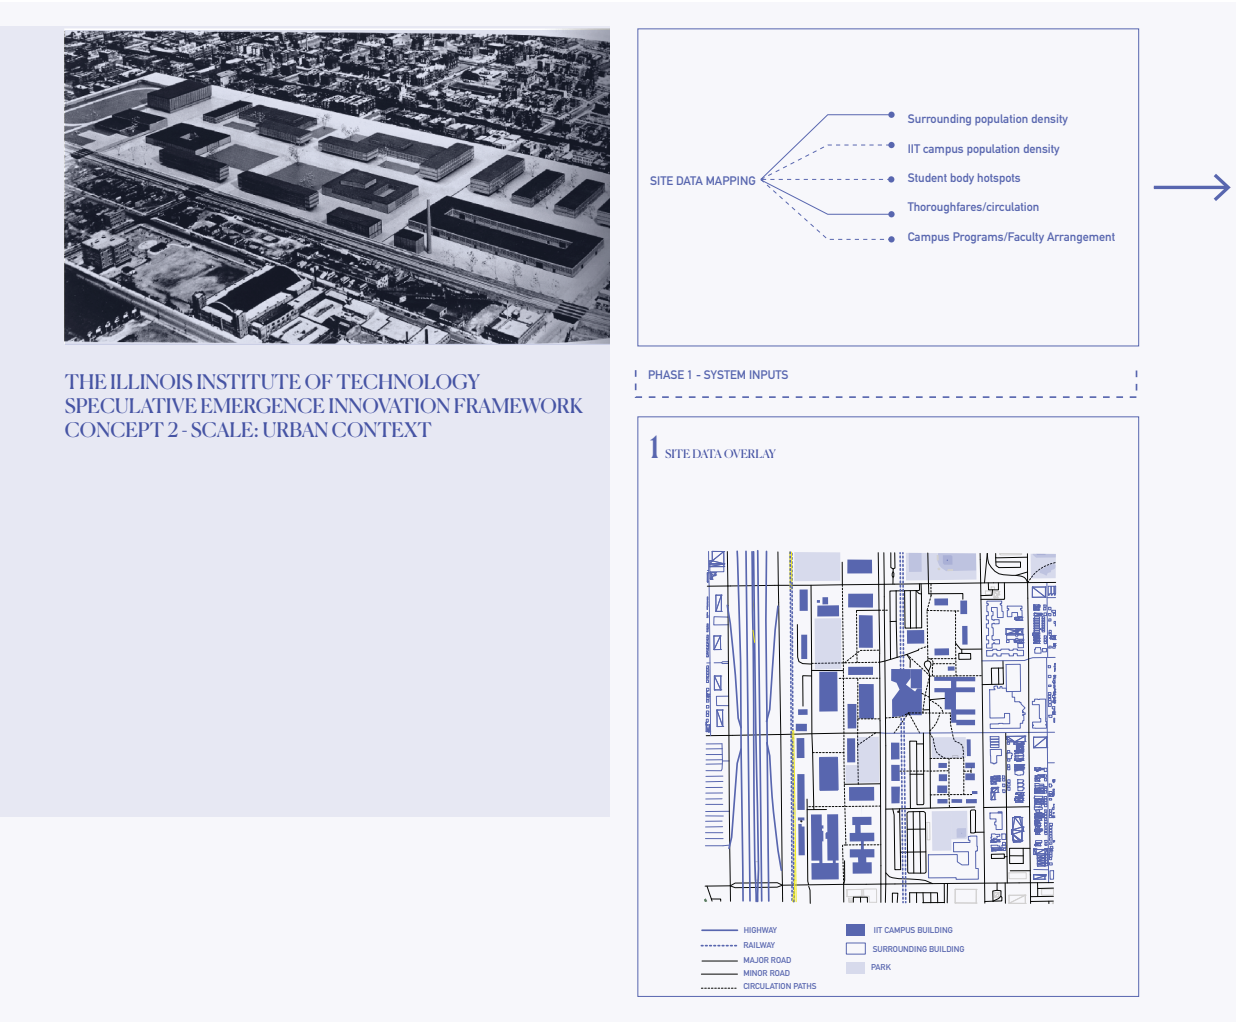 THE ILLINOIS INSTITUTE OF TECHNOLOGY
SPECULATIVE EMERGENCE INNOVATION FRAMEWORK
CONCEPT 2 - SCALE: URBAN CONTEXT
SITE DATA MAPPING
Surrounding population density
IIT campus population density
Student body hotspots
Thoroughfares/circulation
Campus Programs/Faculty Arrangement
PHASE 1 - SYSTEM INPUTS
1 SITE DATA OVERLAY
HIGHWAY
RAILWAY
MAJOR ROAD
MINOR ROAD
CIRCULATION PATHS
IIT CAMPUS BUILDING
SURROUNDING BUILDING
PARK